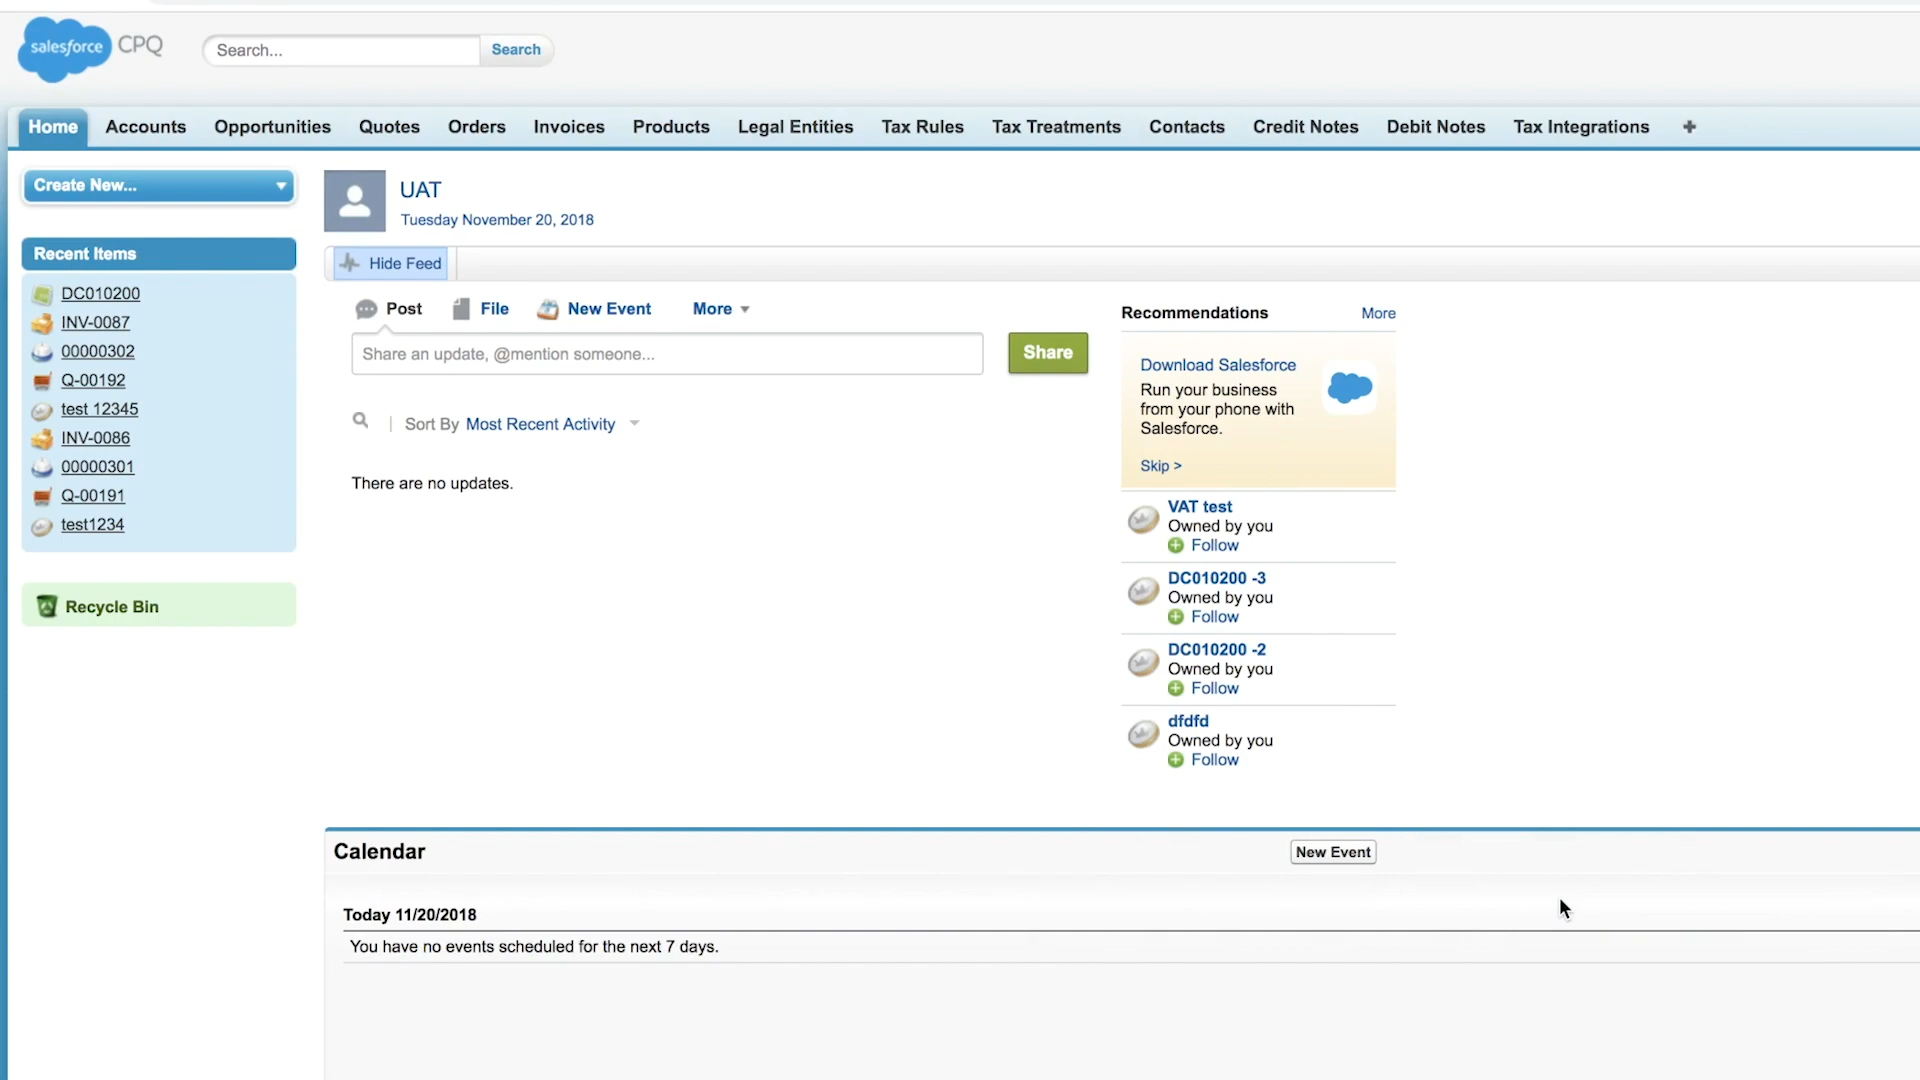 salesforce CPQ
Search...
Search
Home Accounts Opportunities Quotes Orders Invoices Products Legal Entities Tax Rules Tax Treatments Contacts Credit Notes Debit Notes Tax Integrations +
Create New...
Recent Items
DC010200
INV-0087
00000302
Q-00192
test 12345
INV-0086
00000301
Q-00191
test1234
Recycle Bin
UAT
Tuesday November 20, 2018
Hide Feed
Post File New Event More
Share an update, @mention someone...
Share
Sort By Most Recent Activity
There are no updates.
Recommendations More
Download Salesforce
Run your business
from your phone with
Salesforce.
Skip >
VAT test
Owned by you
Follow
DC010200 -3
Owned by you
Follow
DC010200 -2
Owned by you
Follow
dfdfd
Owned by you
Follow
Calendar
New Event
Today 11/20/2018
You have no events scheduled for the next 7 days.